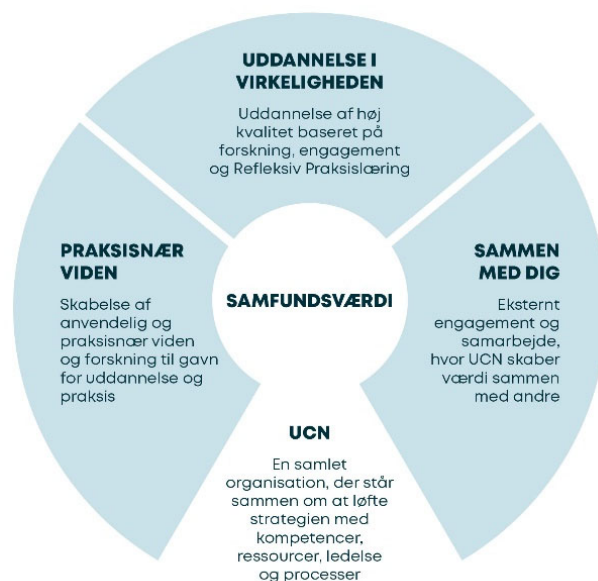 UDDANNELSE I
VIRKELIGHEDEN
Uddannelse af høj
kvalitet baseret på
forskning, engagement
og Refleksiv Praksislæring
PRAKSISNÆR
VIDEN
Skabelse af
anvendelig og
praksisnær viden
og forskning til gavn
for uddannelse og
praksis
SAMFUNDSVÆRDI
SAMMEN
MED DIG
Eksternt
engagement og
samarbejde,
hvor UCN skaber
værdi sammen
med andre
UCN
En samlet
organisation, der står
sammen om at løfte
strategien med
kompetencer,
ressourcer, ledelse
og processer